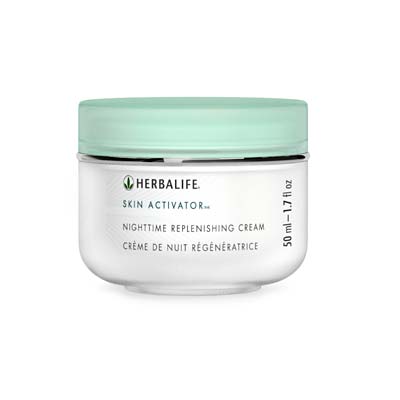 HERBALIFE
SKIN ACTIVATOR
NIGHTTIME REPLENISHING CREAM
CRÈME DE NUIT RÉGÉNÉRATRICE
50 ml – 1.7 fl oz